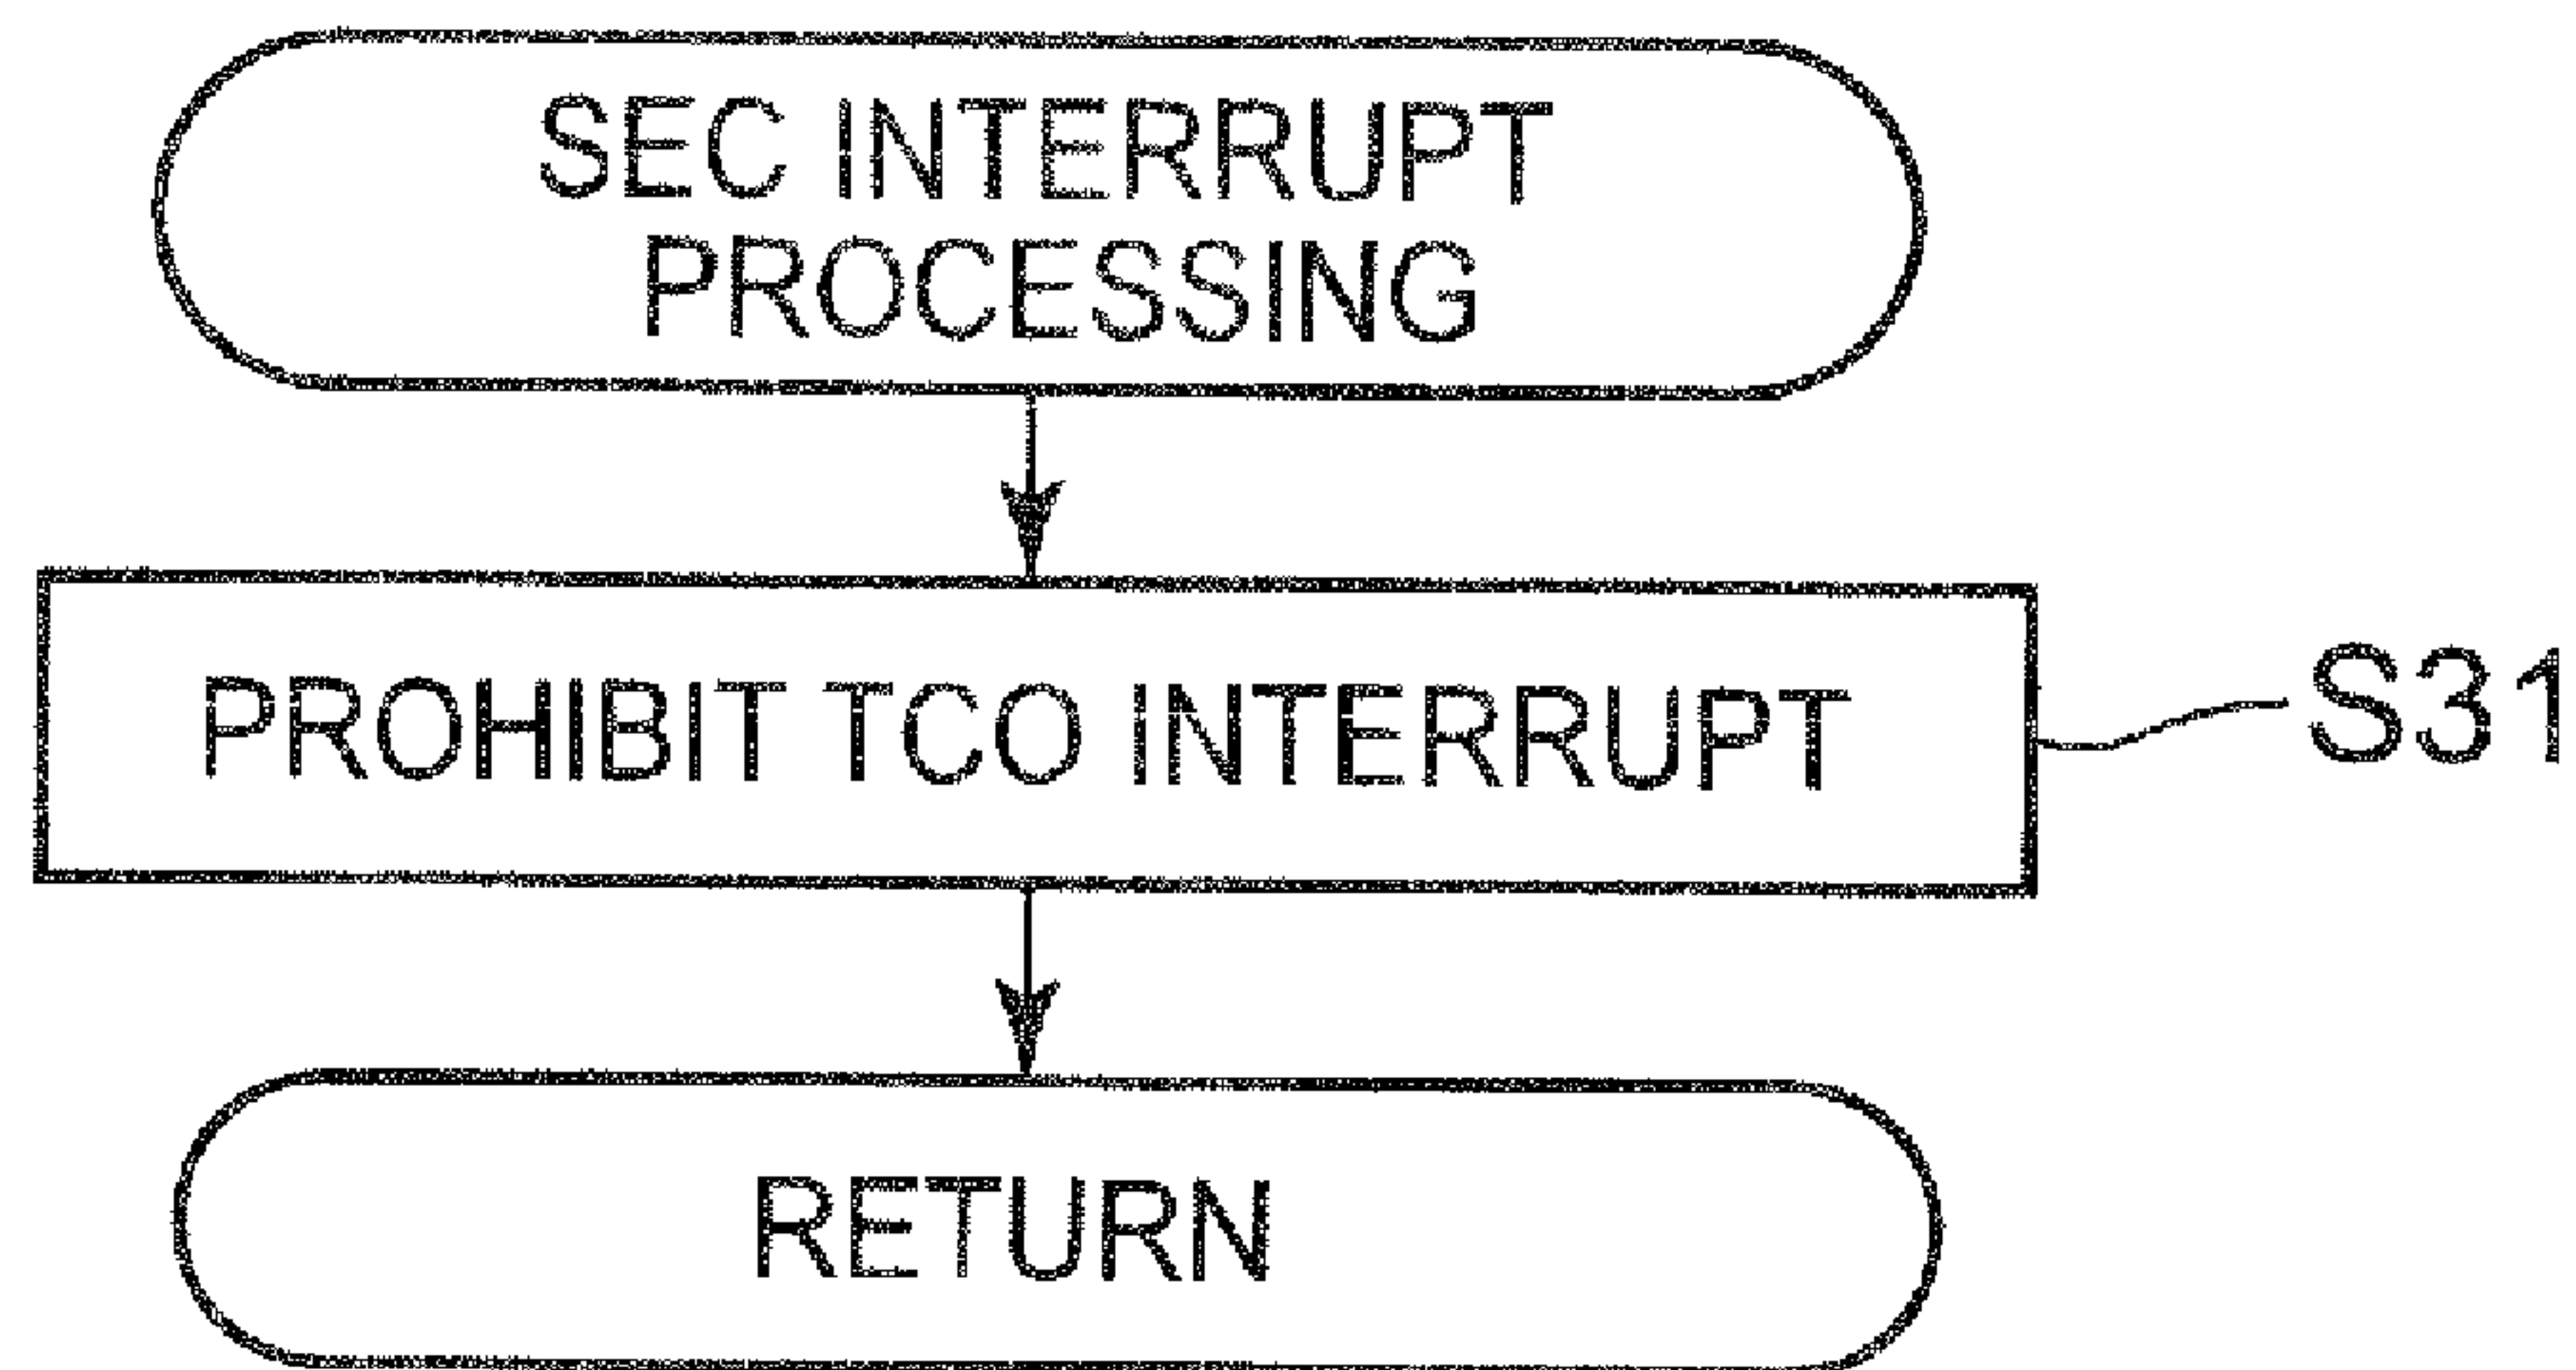 SEC INTERRUPT
PROCESSING
PROHIBIT TCO INTERRUPT
S31
RETURN